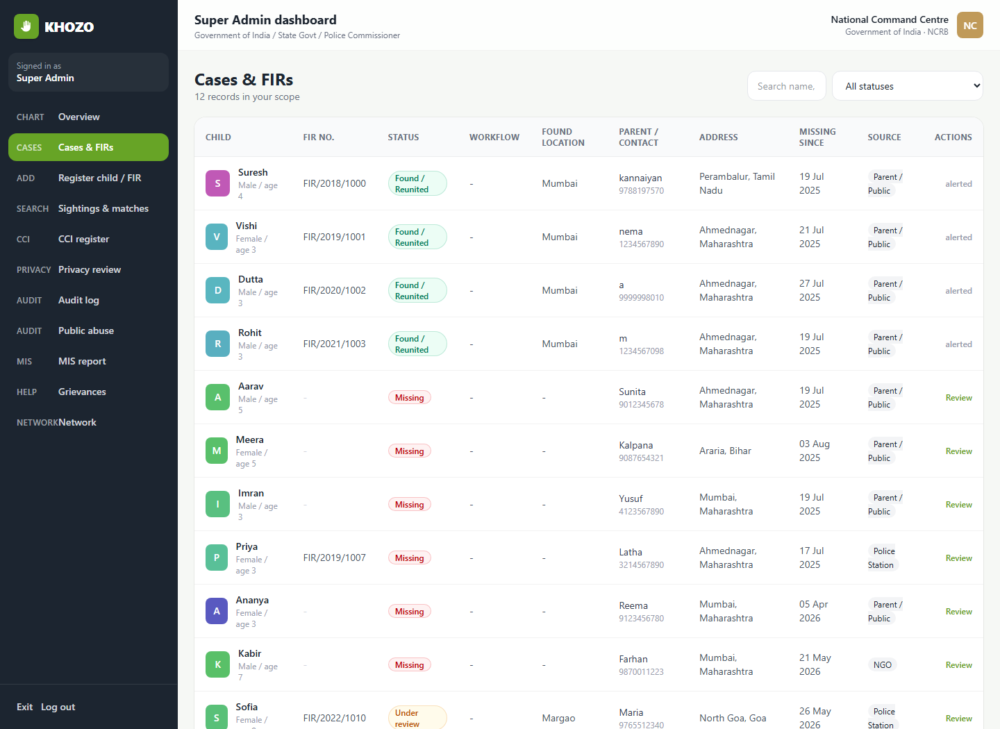 KHOZO
Signed in as
Super Admin
CHART Overview
CASES Cases & FIRs
ADD Register child / FIR
SEARCH Sightings & matches
CCI CCI register
PRIVACY Privacy review
AUDIT Audit log
AUDIT Public abuse
MIS MIS report
HELP Grievances
NETWORK Network
Exit Log out
Super Admin dashboard
Government of India / State Govt / Police Commissioner
National Command Centre
Government of India · NCRB
NC
Cases & FIRs
12 records in your scope
Search name,
All statuses
CHILD FIR NO. STATUS WORKFLOW FOUND LOCATION PARENT / CONTACT ADDRESS MISSING SINCE SOURCE ACTIONS
S Suresh Male / age 4 FIR/2018/1000 Found / Reunited - Mumbai kannaiyan 9788197570 Perambalur, Tamil Nadu 19 Jul 2025 Parent / Public alerted
V Vishi Female / age 3 FIR/2019/1001 Found / Reunited - Mumbai nema 1234567890 Ahmednagar, Maharashtra 21 Jul 2025 Parent / Public alerted
D Dutta Male / age 3 FIR/2020/1002 Found / Reunited - Mumbai a 9999998010 Ahmednagar, Maharashtra 27 Jul 2025 Parent / Public alerted
R Rohit Male / age 3 FIR/2021/1003 Found / Reunited - Mumbai m 1234567098 Ahmednagar, Maharashtra 19 Jul 2025 Parent / Public alerted
A Aarav Male / age 5 - Missing - - Sunita 9012345678 Ahmednagar, Maharashtra 19 Jul 2025 Parent / Public Review
M Meera Female / age 5 - Missing - - Kalpana 9087654321 Araria, Bihar 03 Aug 2025 Parent / Public Review
I Imran Male / age 3 - Missing - - Yusuf 4123567890 Mumbai, Maharashtra 19 Jul 2025 Parent / Public Review
P Priya Female / age 3 FIR/2019/1007 Missing - - Latha 3214567890 Ahmednagar, Maharashtra 17 Jul 2025 Police Station Review
A Ananya Female / age 3 - Missing - - Reema 9123456780 Mumbai, Maharashtra 05 Apr 2026 Parent / Public Review
K Kabir Male / age 7 - Missing - - Farhan 9870011223 Mumbai, Maharashtra 21 May 2026 NGO Review
S Sofia Female / FIR/2022/1010 Under review - Margao Maria 9765512340 North Goa, Goa 26 May 2026 Police Station Review